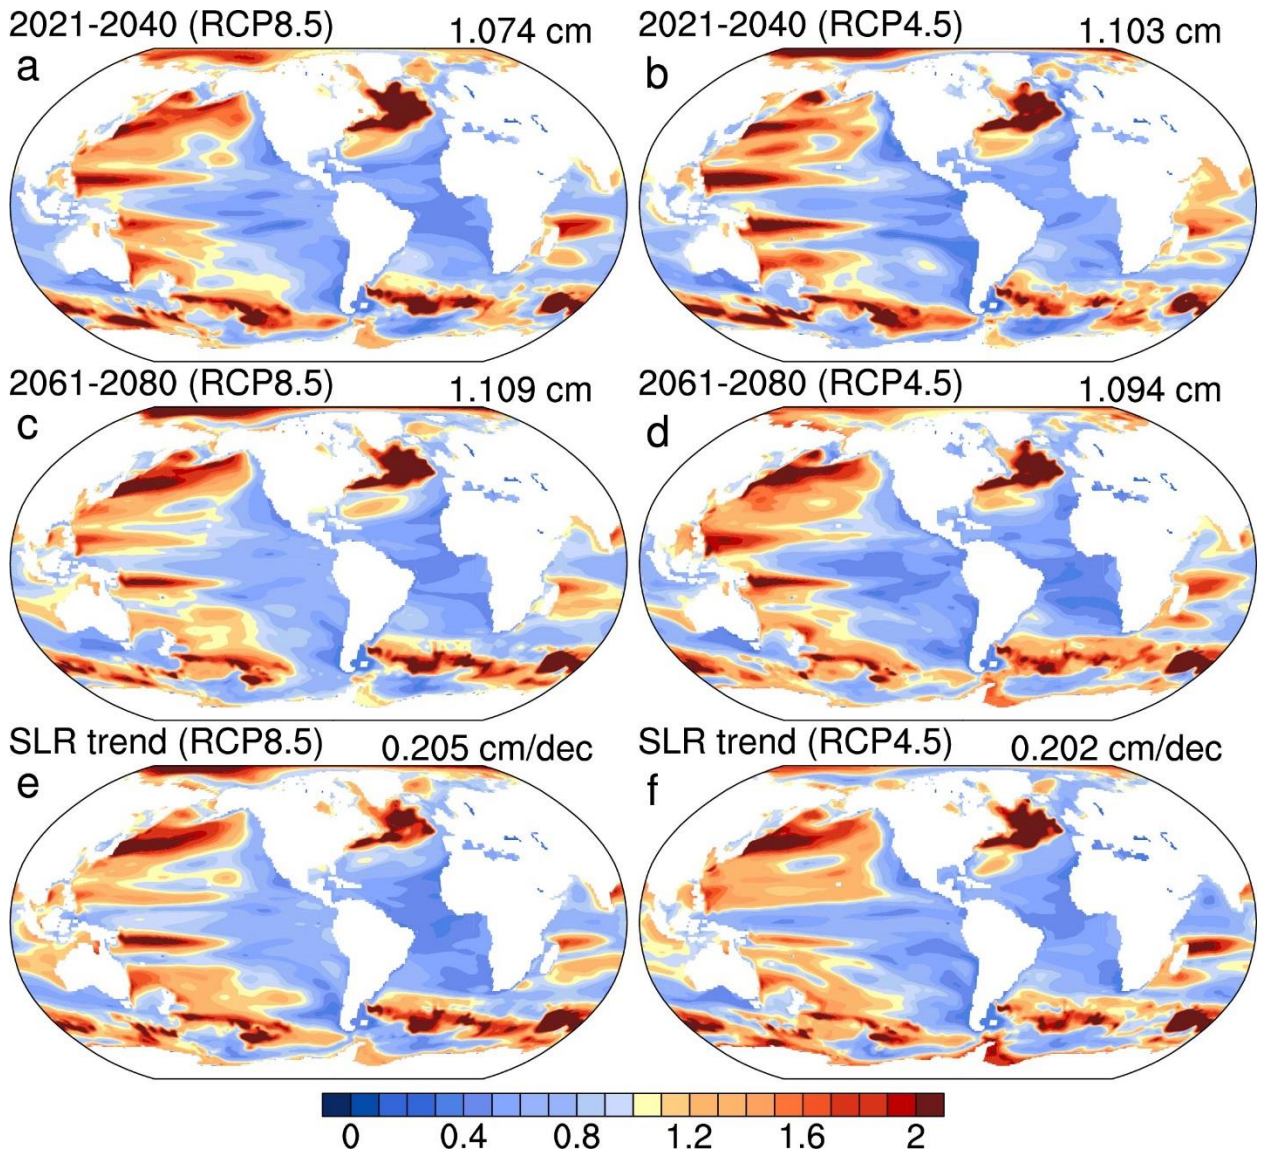 2021-2040 (RCP8.5) 1.074 cm
a
2021-2040 (RCP4.5) 1.103 cm
b
2061-2080 (RCP8.5) 1.109 cm
c
2061-2080 (RCP4.5) 1.094 cm
d
SLR trend (RCP8.5) 0.205 cm/dec
e
SLR trend (RCP4.5) 0.202 cm/dec
f
0 0.4 0.8 1.2 1.6 2